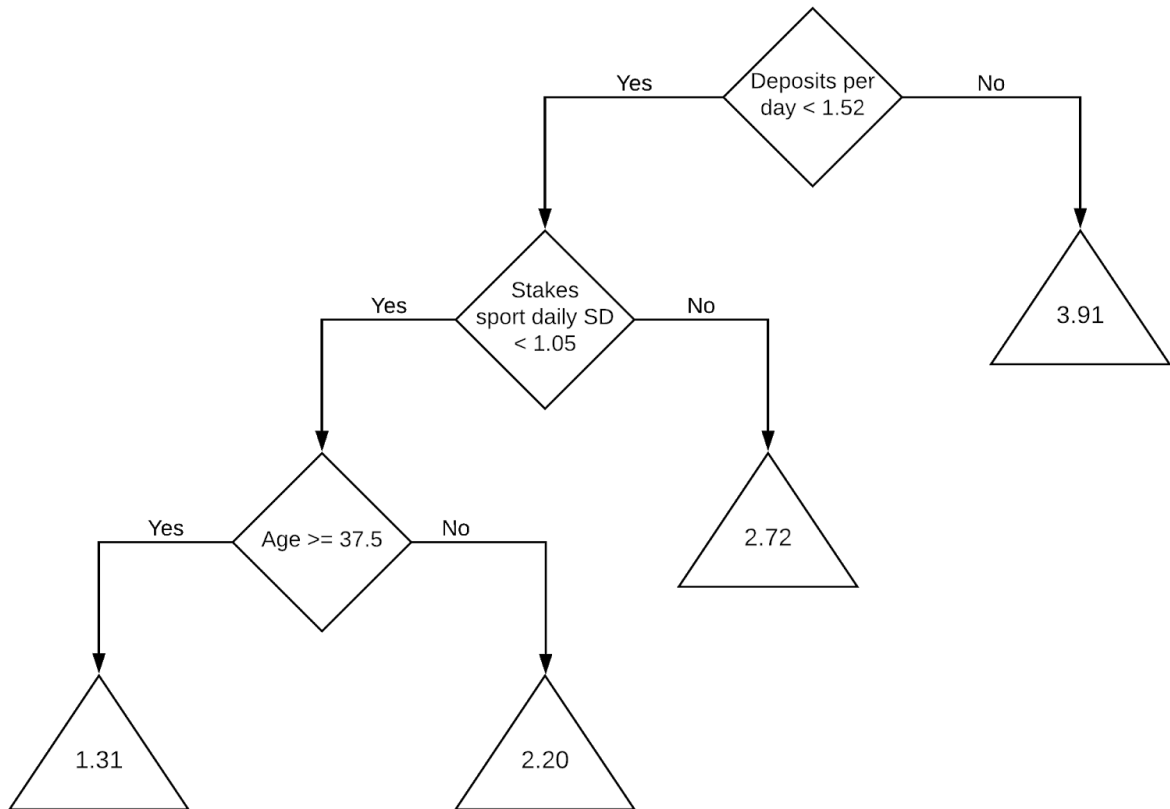 Yes
Deposits per
day < 1.52
No
Yes
Stakes
sport daily SD
< 1.05
No
3.91
Yes
Age >= 37.5
No
2.72
1.31
2.20